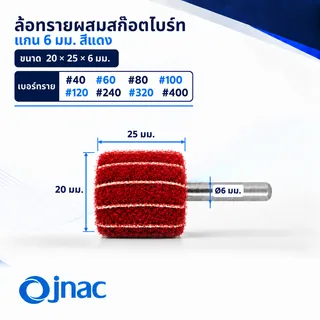 ล้อทรายผสมสก๊อตไบร์ท
แกน 6 มม. สีแดง
ขนาด 20 × 25 × 6 มม.
เบอร์ทราย #40 #60 #80 #100
#120 #240 #320 #400
25 มม.
20 มม.
Ø6 มม.
jnac